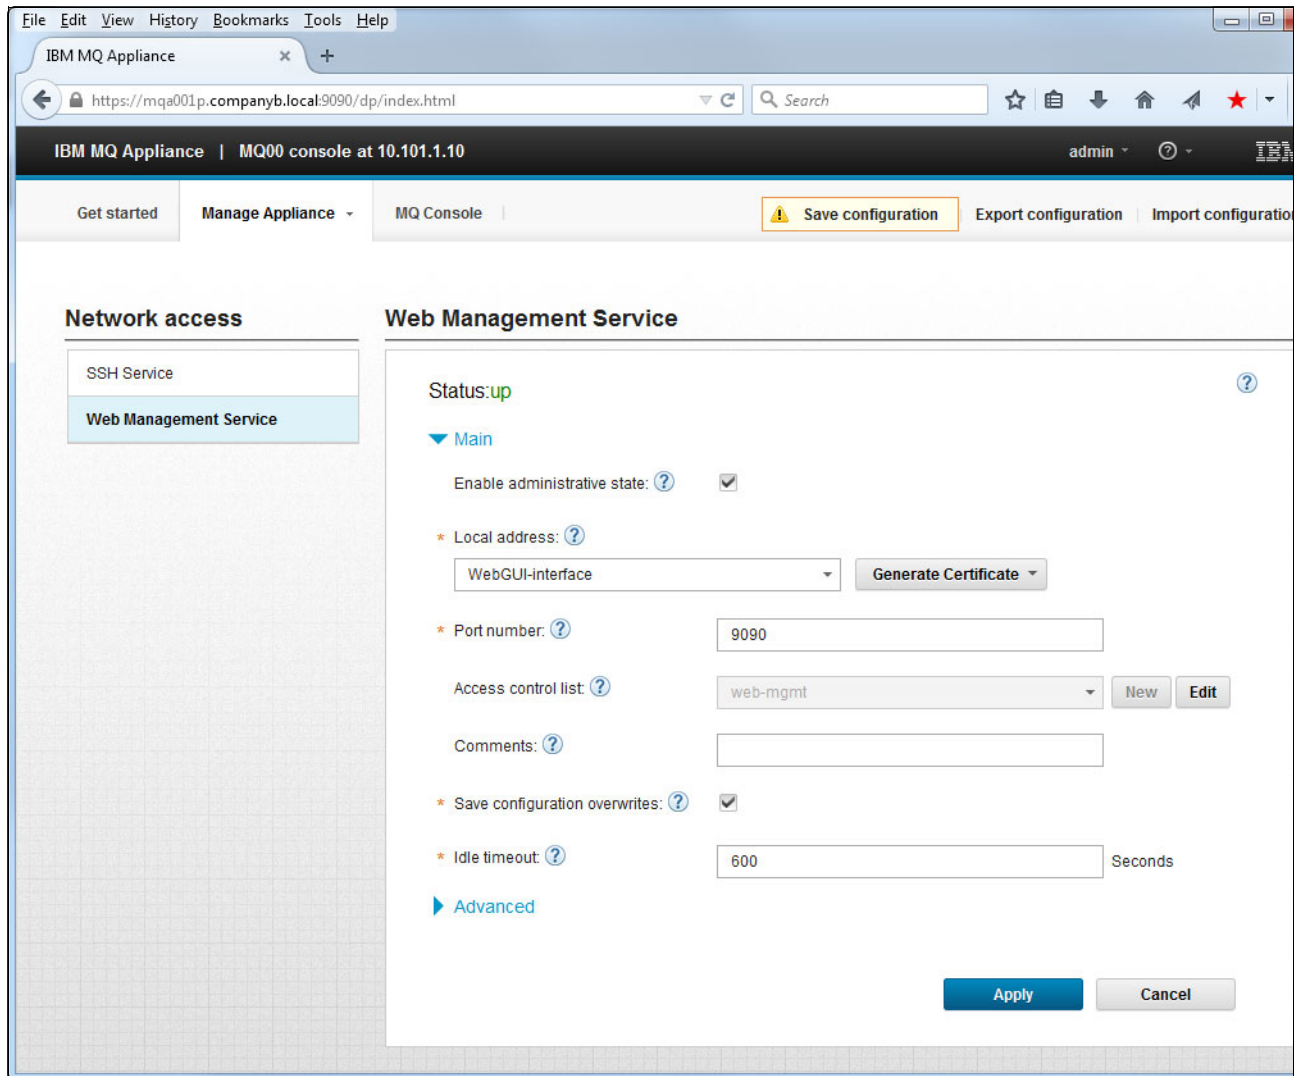 File Edit View History Bookmarks Tools Help
IBM MQ Appliance
https://mqa001p.companyb.local:9090/dp/index.html Search
IBM MQ Appliance | MQ00 console at 10.101.1.10 admin IBM
Get started Manage Appliance MQ Console Save configuration Export configuration Import configuration
Network access Web Management Service
SSH Service
Web Management Service
Status:up
Main
Enable administrative state:
* Local address:
WebGUI-interface Generate Certificate
* Port number: 9090
Access control list: web-mgmt New Edit
Comments:
* Save configuration overwrites:
* Idle timeout: 600 Seconds
Advanced
Apply Cancel